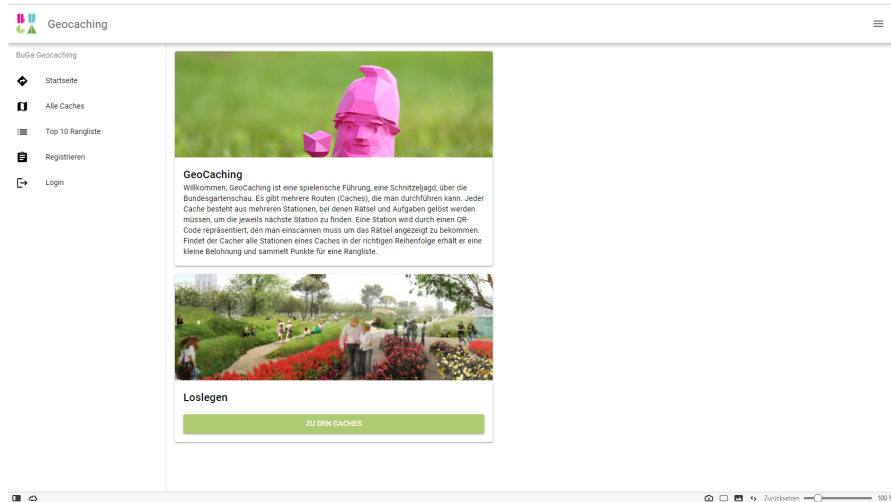 BUGA
Geocaching
BuGa Geocaching
Startseite
Alle Caches
Top 10 Rangliste
Registrieren
Login
GeoCaching
Willkommen, GeoCaching ist eine spielerische Führung, eine Schnitzeljagd, über die
Bundesgartenschau. Es gibt mehrere Routen (Caches), die man durchführen kann. Jeder
Cache besteht aus mehreren Stationen, bei denen Rätsel und Aufgaben gelöst werden
müssen, um die jeweils nächste Station zu finden. Eine Station wird durch einen QR-
Code repräsentiert, den man einscannen muss um das Rätsel angezeigt zu bekommen.
Findet der Cacher alle Stationen eines Caches in der richtigen Reihenfolge erhält er eine
kleine Belohnung und sammelt Punkte für eine Rangliste.
Loslegen
ZU DEN CACHES
Zurücksetzen